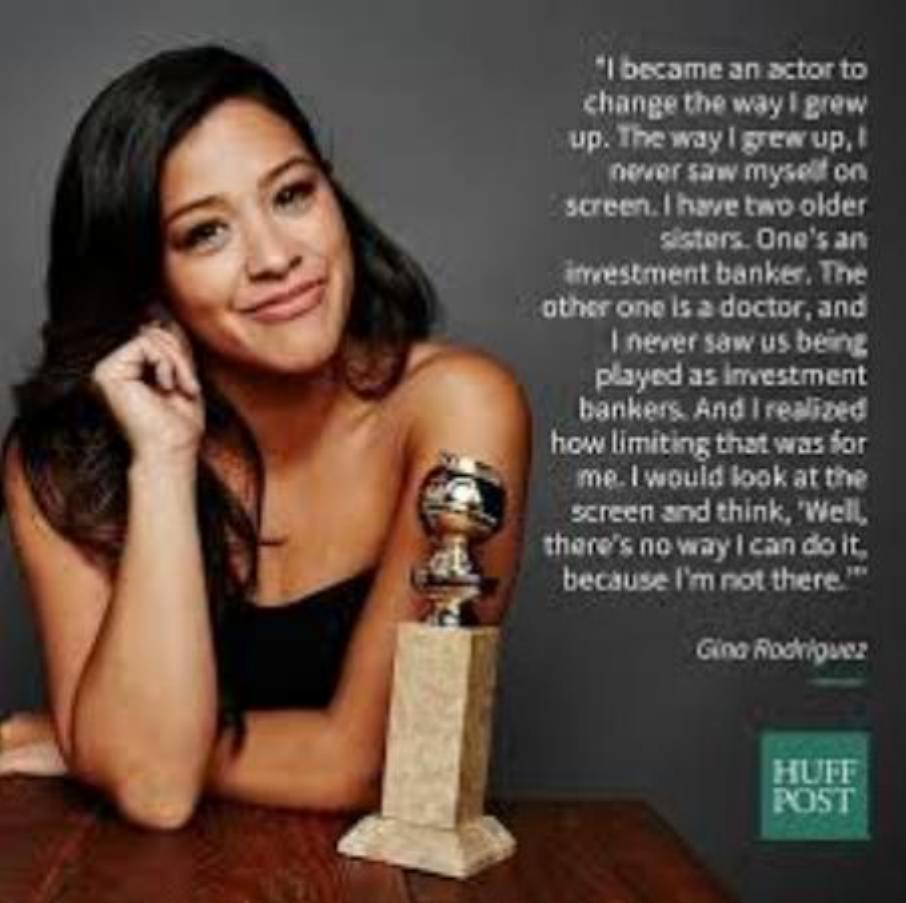 "I became an actor to
change the way I grew
up. The way I grew up, I
never saw myself on
screen. I have two older
sisters. One's an
investment banker. The
other one is a doctor, and
I never saw us being
played as investment
bankers. And I realized
how limiting that was for
me. I would look at the
screen and think, 'Well,
there's no way I can do it,
because I'm not there.'"
Gina Rodriguez
HUFF
POST